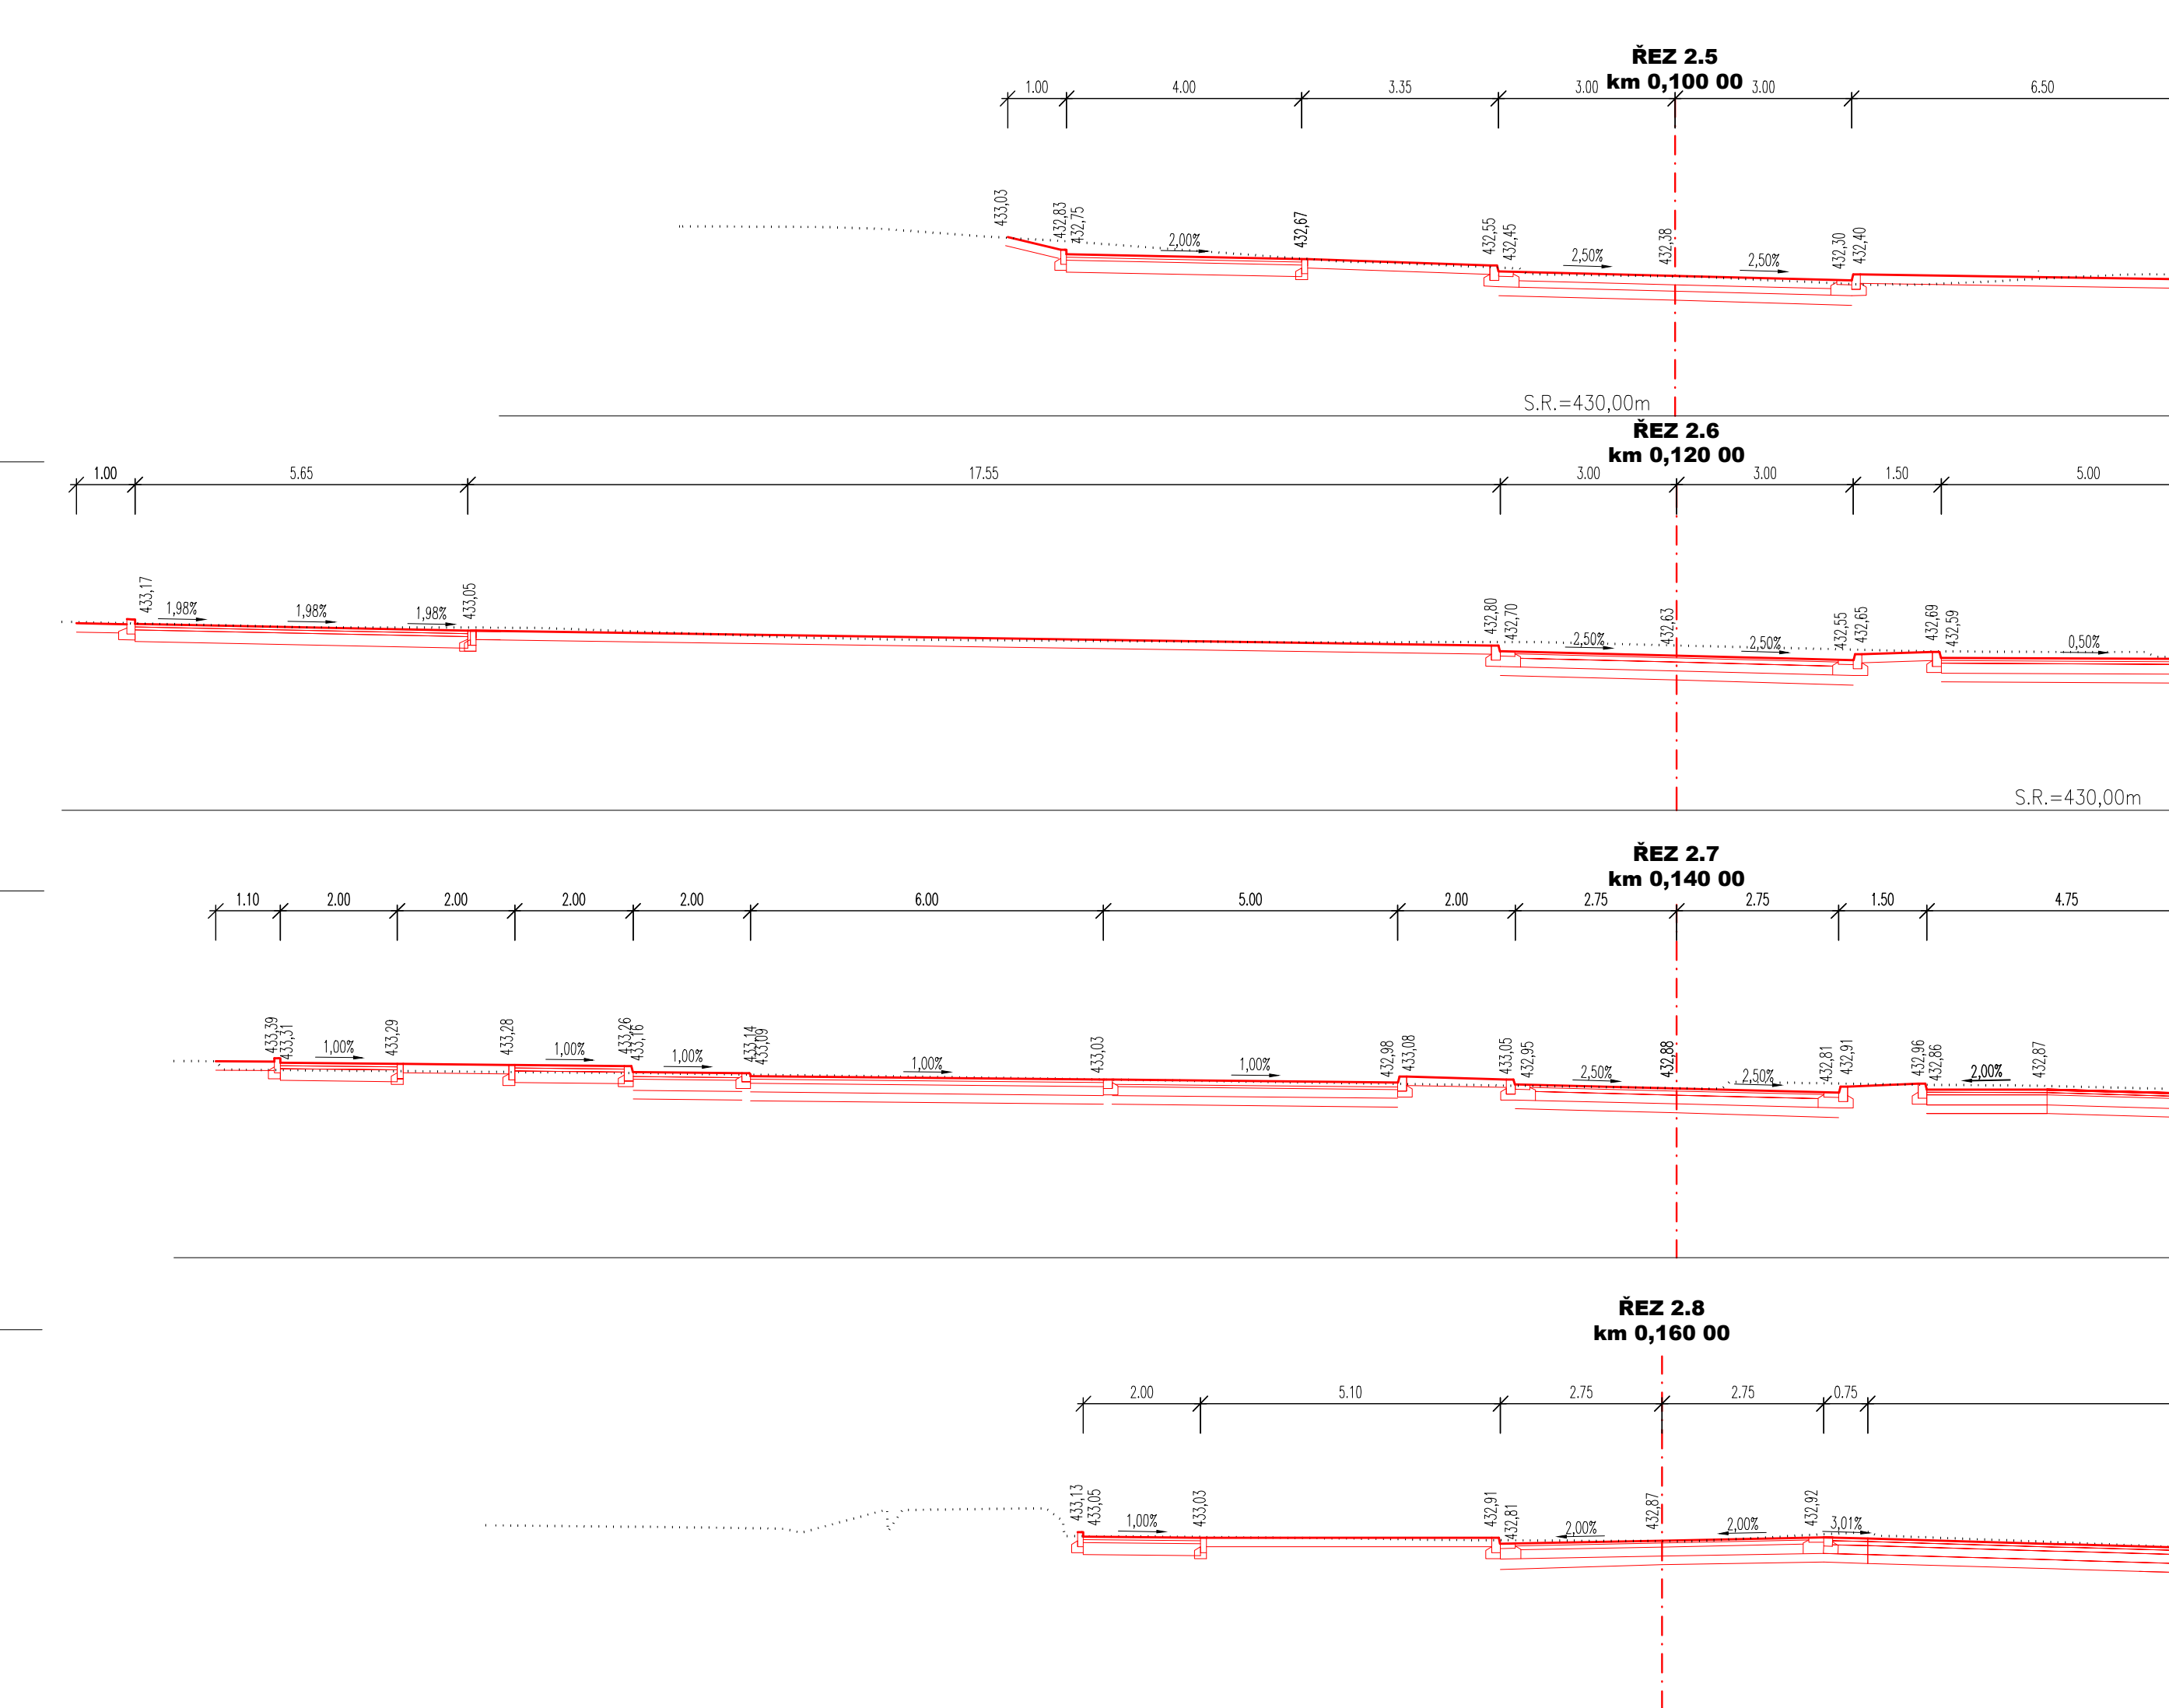 ŘEZ 2.5
km 0,100 00
1.00 4.00 3.35 3.00 3.00 6.50
433,03 432,83 432,75 432,67 432,55 432,45 432,38 432,30 432,40
2,00% 2,50% 2,50%
S.R.=430,00m
ŘEZ 2.6
km 0,120 00
1.00 5.65 17.55 3.00 3.00 1.50 5.00
433,17 433,05 432,80 432,70 432,63 432,55 432,65 432,69 432,59
1,98% 1,98% 1,98% 2,50% 2,50% 0,50%
S.R.=430,00m
ŘEZ 2.7
km 0,140 00
1.10 2.00 2.00 2.00 2.00 6.00 5.00 2.00 2.75 2.75 1.50 4.75
433,39 433,31 433,29 433,28 433,26 433,16 433,14 433,09 433,03 432,98 433,08 433,05 432,95 432,88 432,81 432,91 432,96 432,86 432,87
1,00% 1,00% 1,00% 1,00% 1,00% 2,50% 2,50% 2,00%
ŘEZ 2.8
km 0,160 00
2.00 5.10 2.75 2.75 0.75
433,13 433,05 433,03 432,91 432,81 432,87 432,92
1,00% 2,00% 2,00% 3,01%